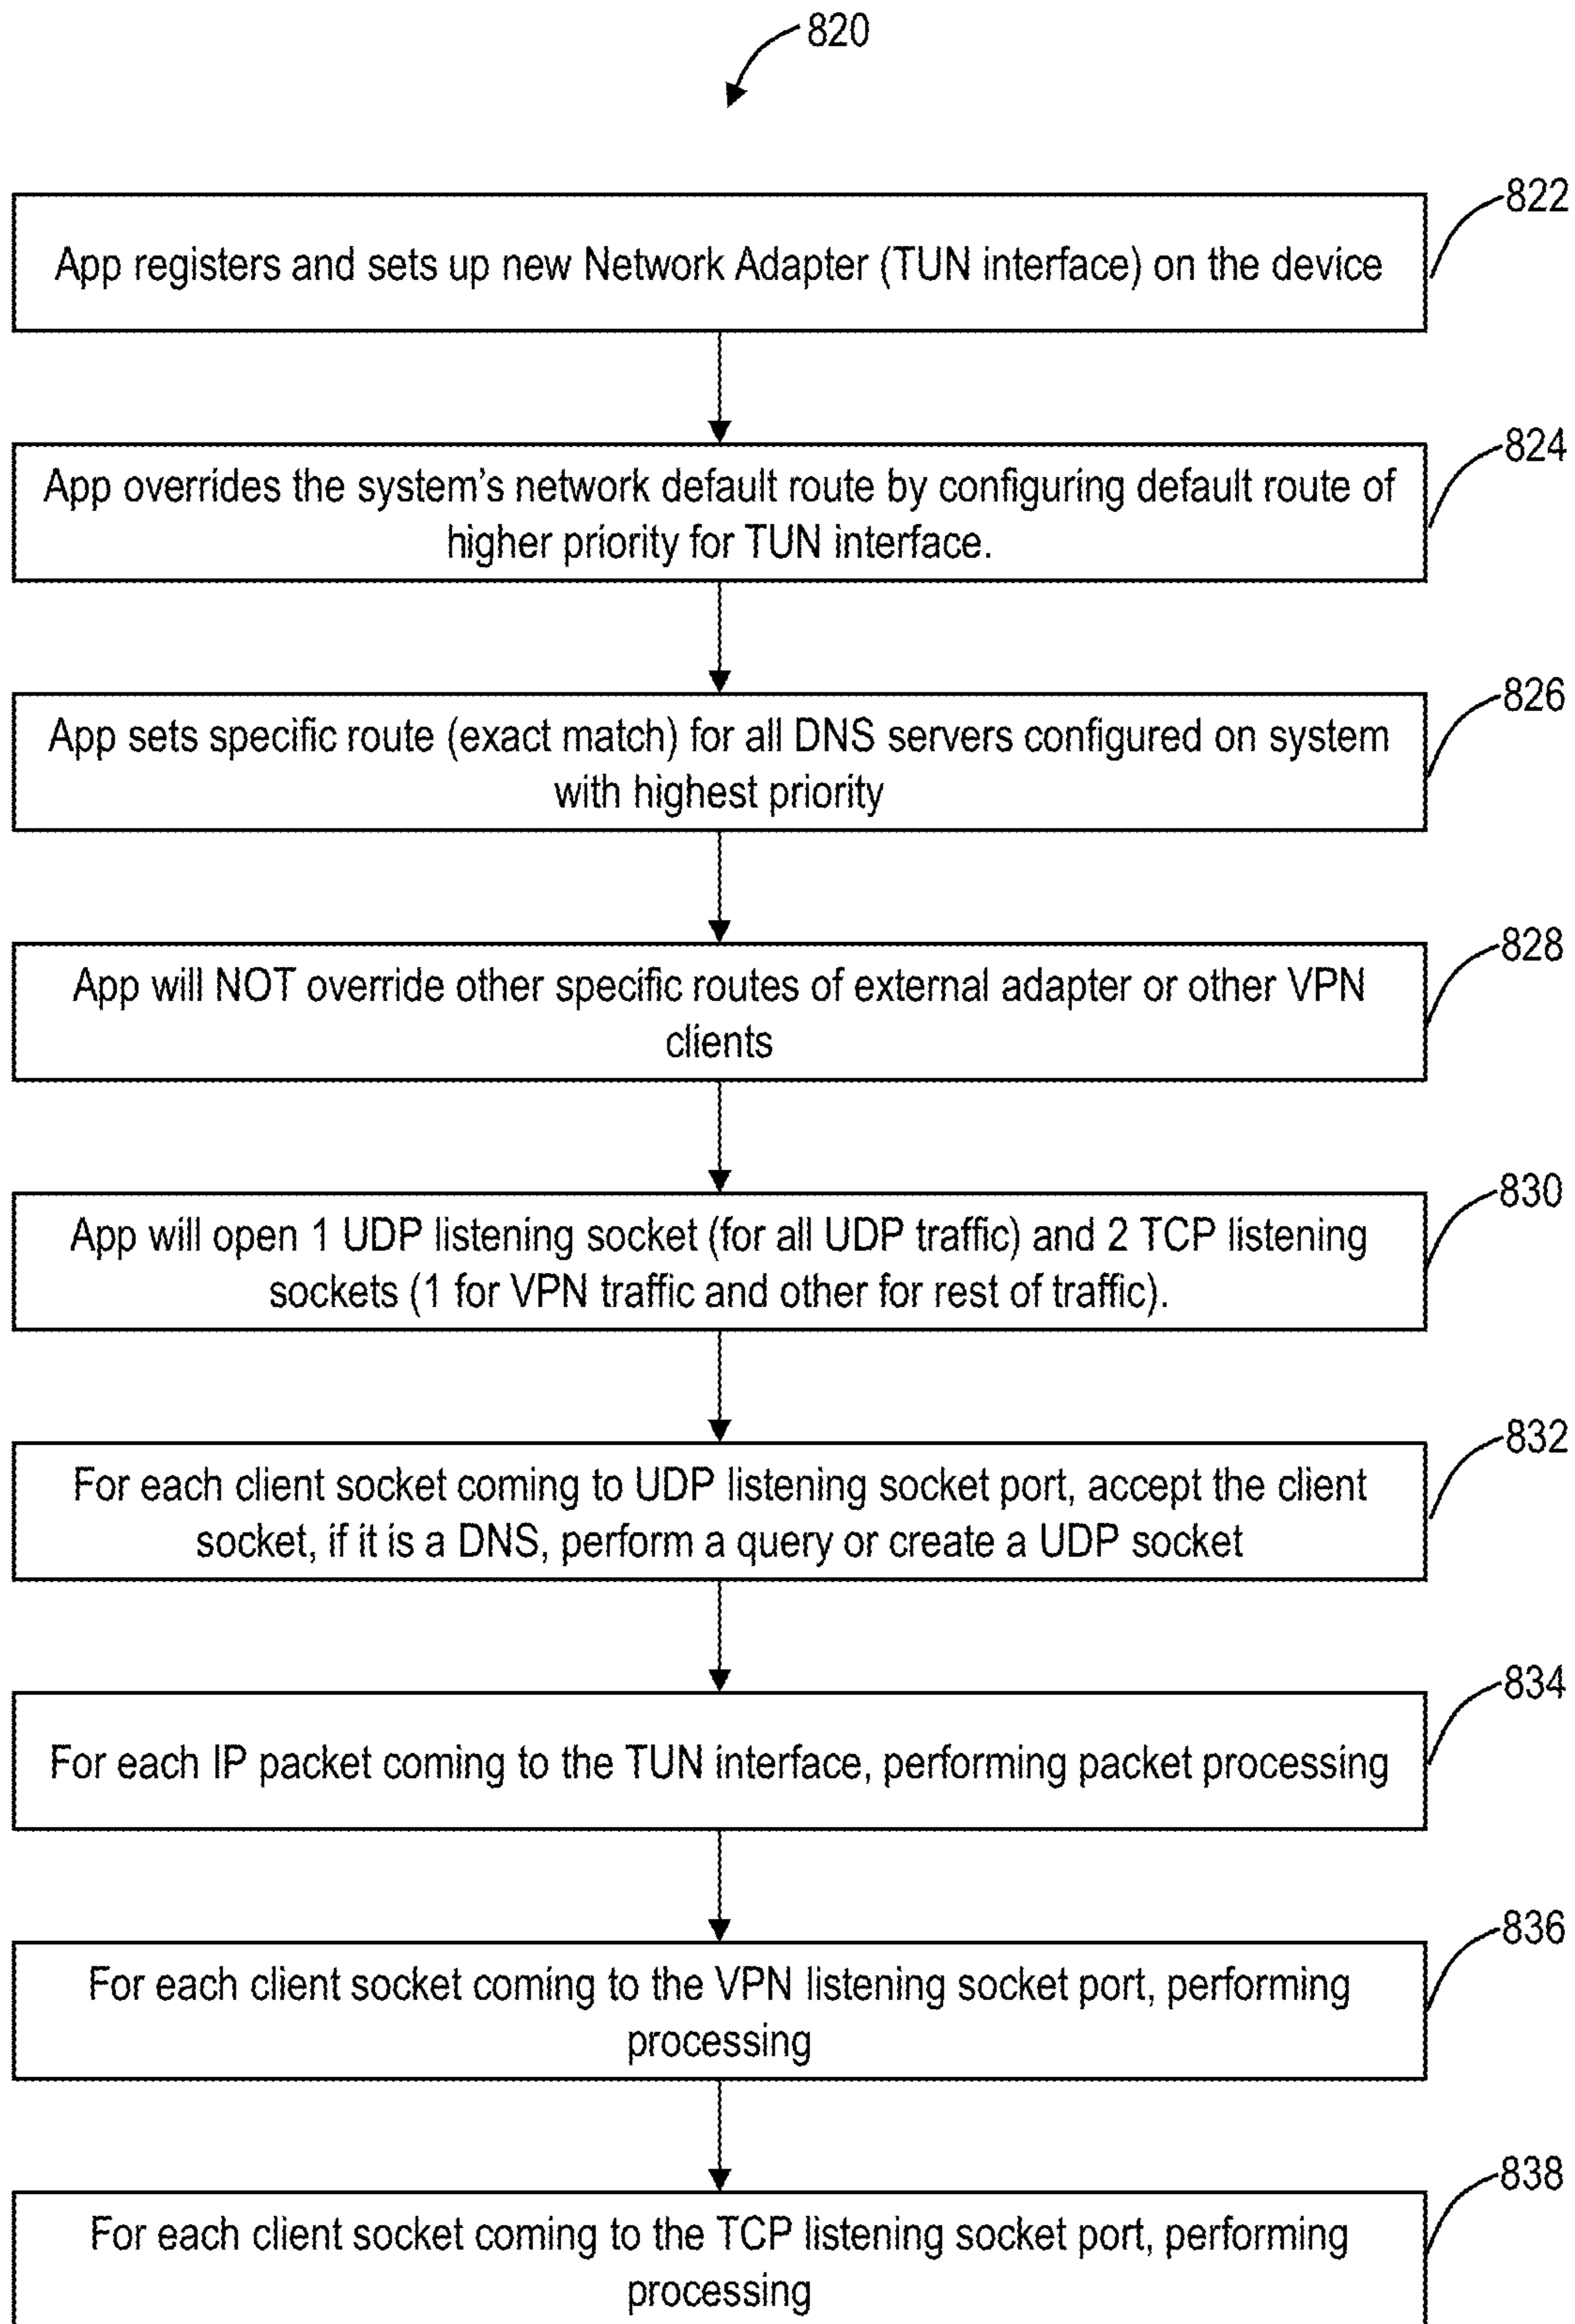 820
822
App registers and sets up new Network Adapter (TUN interface) on the device
824
App overrides the system's network default route by configuring default route of
higher priority for TUN interface.
826
App sets specific route (exact match) for all DNS servers configured on system
with highest priority
828
App will NOT override other specific routes of external adapter or other VPN
clients
830
App will open 1 UDP listening socket (for all UDP traffic) and 2 TCP listening
sockets (1 for VPN traffic and other for rest of traffic).
832
For each client socket coming to UDP listening socket port, accept the client
socket, if it is a DNS, perform a query or create a UDP socket
834
For each IP packet coming to the TUN interface, performing packet processing
836
For each client socket coming to the VPN listening socket port, performing
processing
838
For each client socket coming to the TCP listening socket port, performing
processing